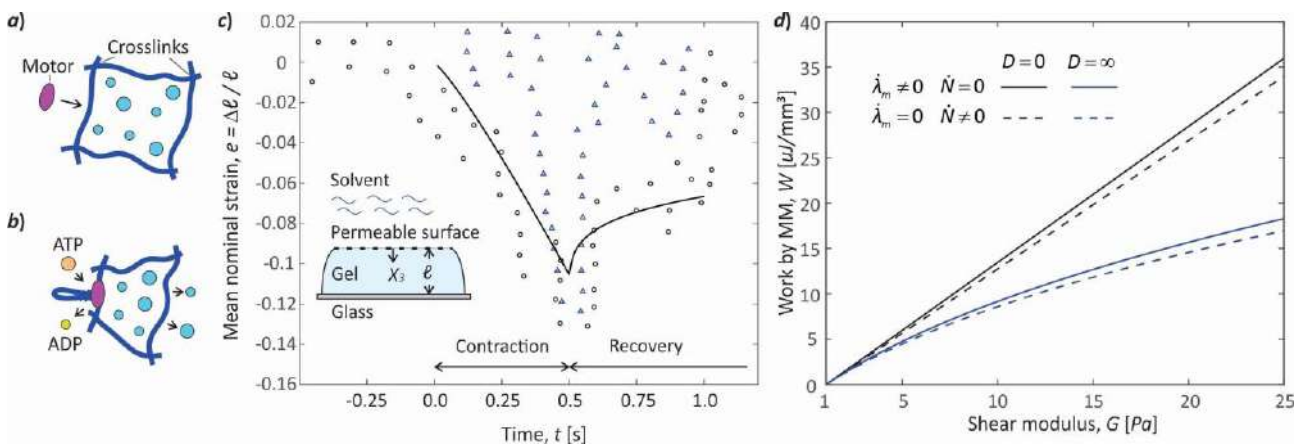 a)
Crosslinks
Motor
b)
ATP
ADP
c)
Mean nominal strain, e = Δℓ / ℓ
0.02
0
-0.02
-0.04
-0.06
-0.08
-0.1
-0.12
-0.14
-0.16
Solvent
Permeable surface
Gel
X₃
ℓ
Glass
Contraction
Recovery
-0.25
0.0
0.25
0.5
0.75
1.0
Time, t [s]
d)
Work by MM, W [uJ/mm³]
40
35
30
25
20
15
10
5
0
D=0 D=∞
λ̇ₘ≠0 Ṅ=0
λ̇ₘ=0 Ṅ≠0
1
5
10
15
20
25
Shear modulus, G [Pa]